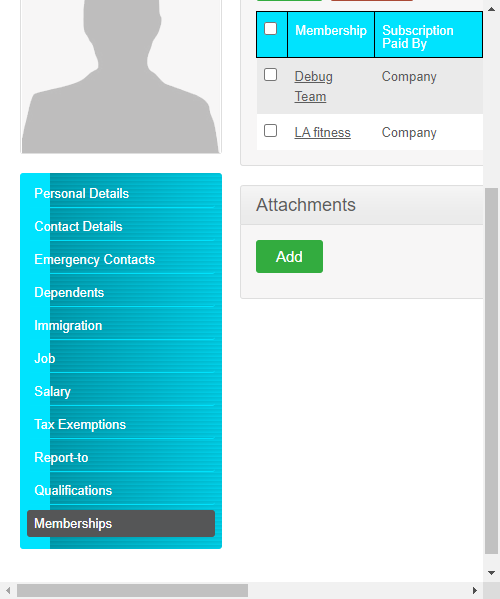 Membership
Subscription
Paid By
Debug
Team
Company
LA fitness
Company
Personal Details
Contact Details
Emergency Contacts
Dependents
Immigration
Job
Salary
Tax Exemptions
Report-to
Qualifications
Memberships
Attachments
Add